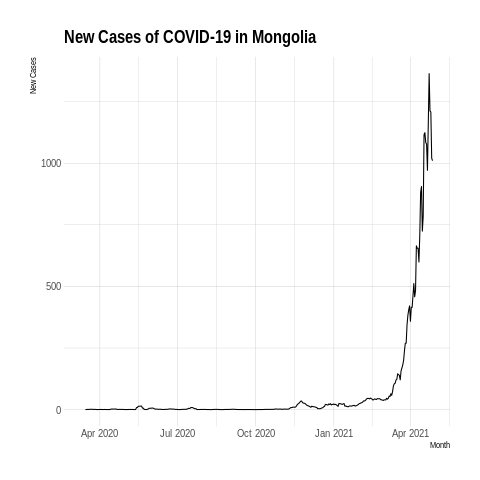 New Cases of COVID-19 in Mongolia
New Cases
1000
500
0
Apr 2020 Jul 2020 Oct 2020 Jan 2021 Apr 2021
Month